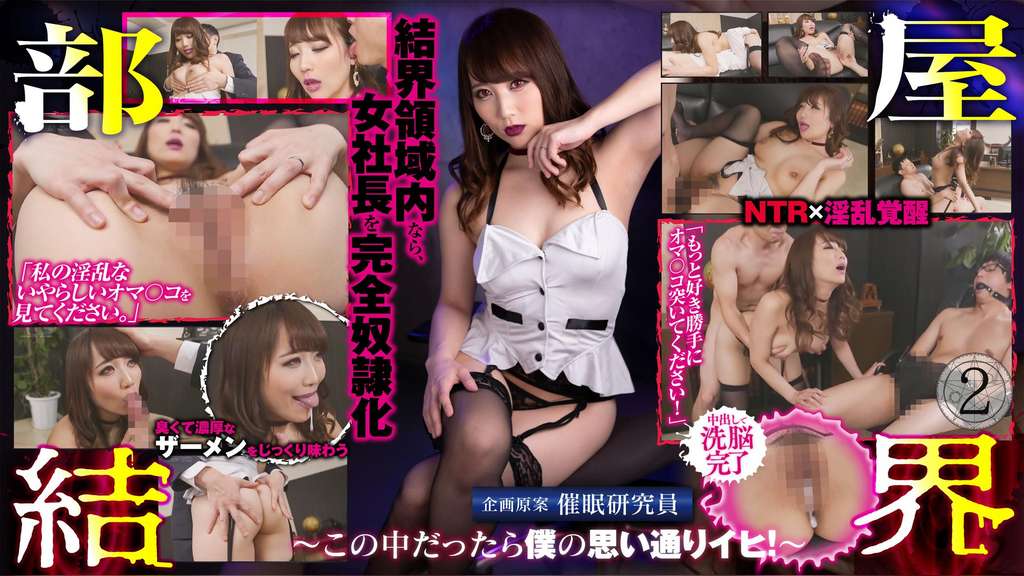 部屋
結界
結界領域内なら、
女社長を完全奴隷化
「私の淫乱な
いやらしいオマ〇コを
見てください。」
臭くて濃厚な
ザーメンをじっくり味わう
NTR×淫乱覚醒
「もっと好き勝手に
オマ〇コ突いてください！」
2
中出しで
洗脳
完了
企画原案 催眠研究員
～この中だったら僕の思い通りイヒ!～